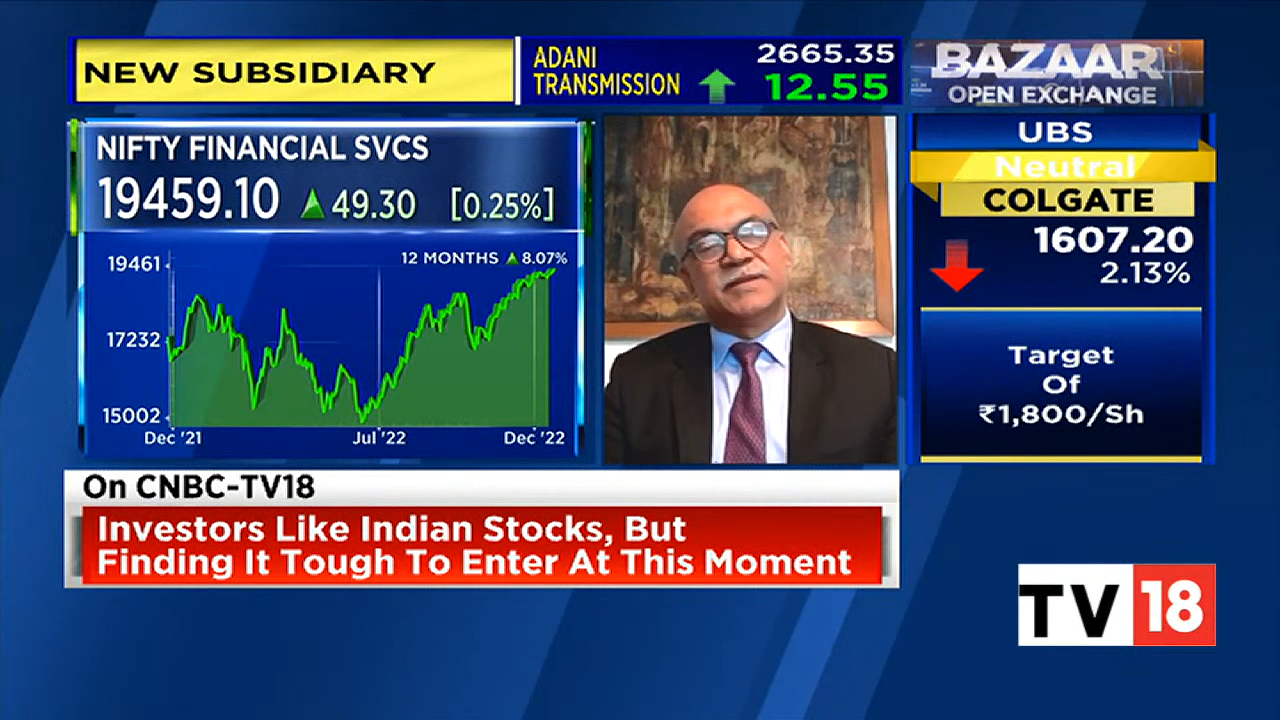 NEW SUBSIDIARY
ADANI
TRANSMISSION
2665.35
12.55
BAZAAR
OPEN EXCHANGE
NIFTY FINANCIAL SVCS
19459.10 49.30 [0.25%]
12 MONTHS 8.07%
19461
17232
15002
Dec '21 Jul '22 Dec '22
UBS
Neutral
COLGATE
1607.20
2.13%
Target
Of
₹1,800/Sh
On CNBC-TV18
Investors Like Indian Stocks, But
Finding It Tough To Enter At This Moment
TV18